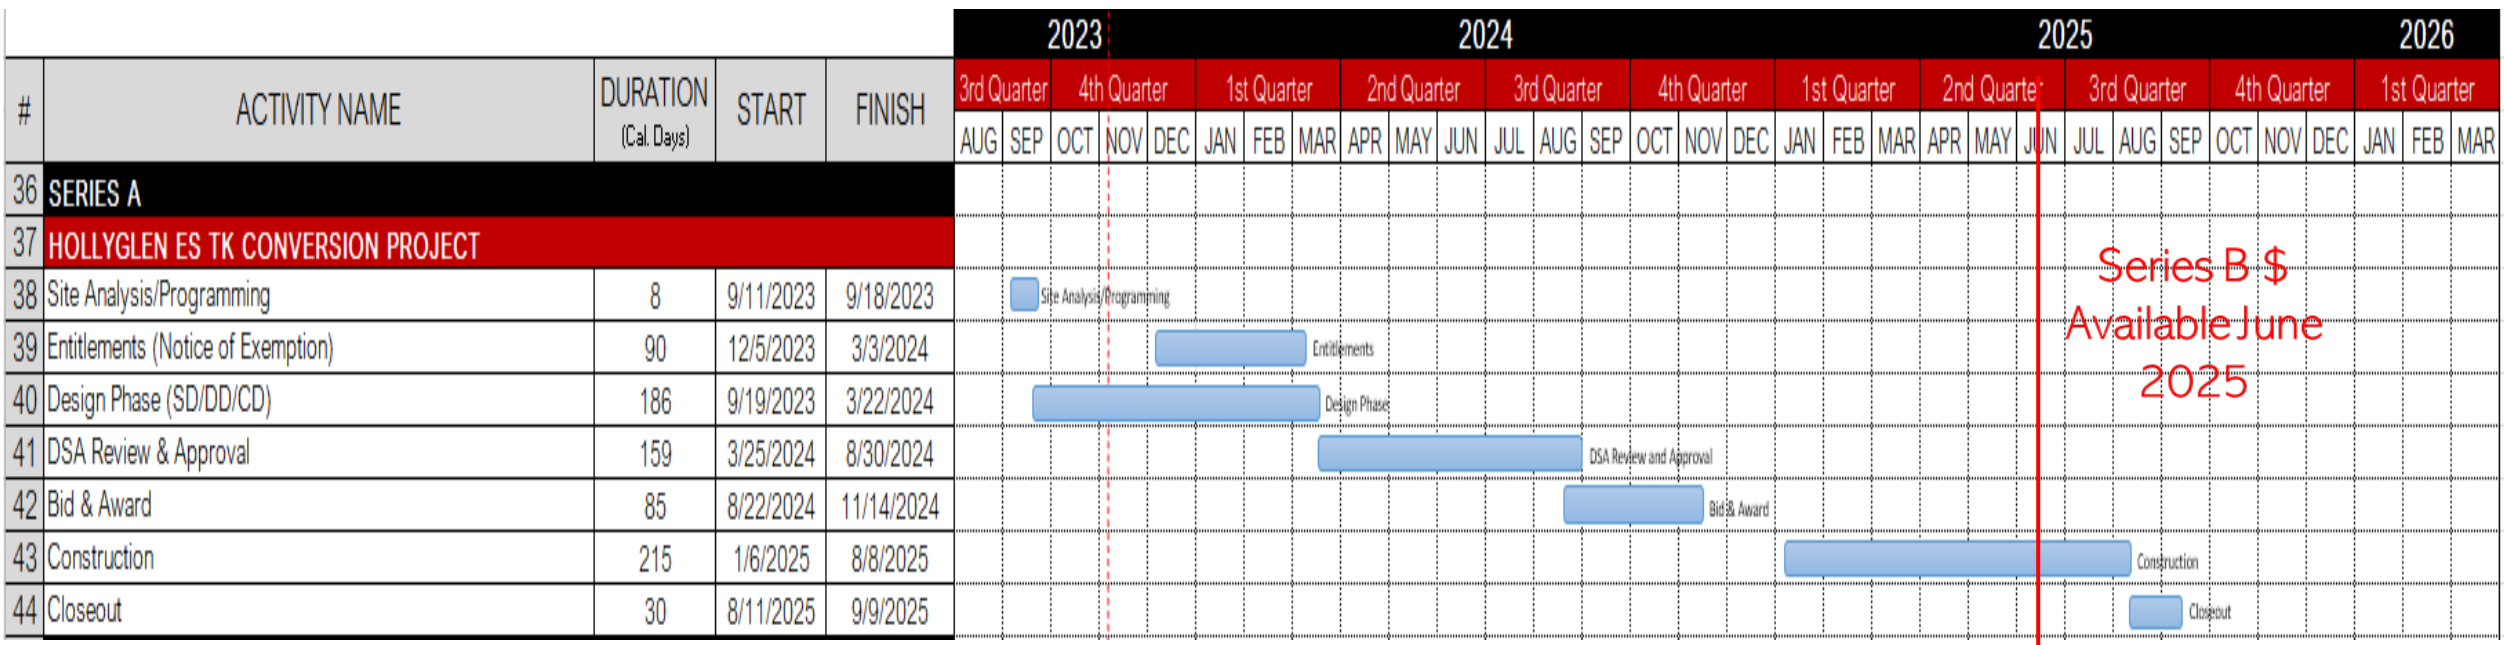 2023 2024 2025 2026
# ACTIVITY NAME DURATION (Cal. Days) START FINISH
3rd Quarter 4th Quarter 1st Quarter 2nd Quarter 3rd Quarter 4th Quarter 1st Quarter 2nd Quarter 3rd Quarter 4th Quarter 1st Quarter
AUG SEP OCT NOV DEC JAN FEB MAR APR MAY JUN JUL AUG SEP OCT NOV DEC JAN FEB MAR APR MAY JUN JUL AUG SEP OCT NOV DEC JAN FEB MAR
36 SERIES A
37 HOLLYGLEN ES TK CONVERSION PROJECT
38 Site Analysis/Programming 8 9/11/2023 9/18/2023 Site Analysis/Programming
39 Entitlements (Notice of Exemption) 90 12/5/2023 3/3/2024 Entitlements
40 Design Phase (SD/DD/CD) 186 9/19/2023 3/22/2024 Design Phase
41 DSA Review & Approval 159 3/25/2024 8/30/2024 DSA Review and Approval
42 Bid & Award 85 8/22/2024 11/14/2024 Bid & Award
43 Construction 215 1/6/2025 8/8/2025 Construction
44 Closeout 30 8/11/2025 9/9/2025 Closeout
Series B $
Available June
2025